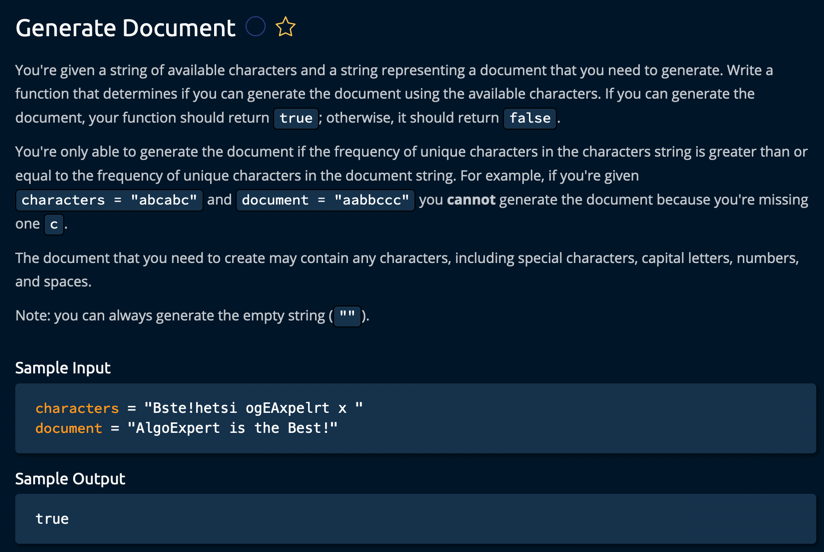 Generate Document
You're given a string of available characters and a string representing a document that you need to generate. Write a
function that determines if you can generate the document using the available characters. If you can generate the
document, your function should return true ; otherwise, it should return false .
You're only able to generate the document if the frequency of unique characters in the characters string is greater than or
equal to the frequency of unique characters in the document string. For example, if you're given
characters = "abcabc" and document = "aabbccc" you cannot generate the document because you're missing
one c .
The document that you need to create may contain any characters, including special characters, capital letters, numbers,
and spaces.
Note: you can always generate the empty string ( "" ).
Sample Input
characters = "Bste!hetsi ogEAxpelrt x "
document = "AlgoExpert is the Best!"
Sample Output
true